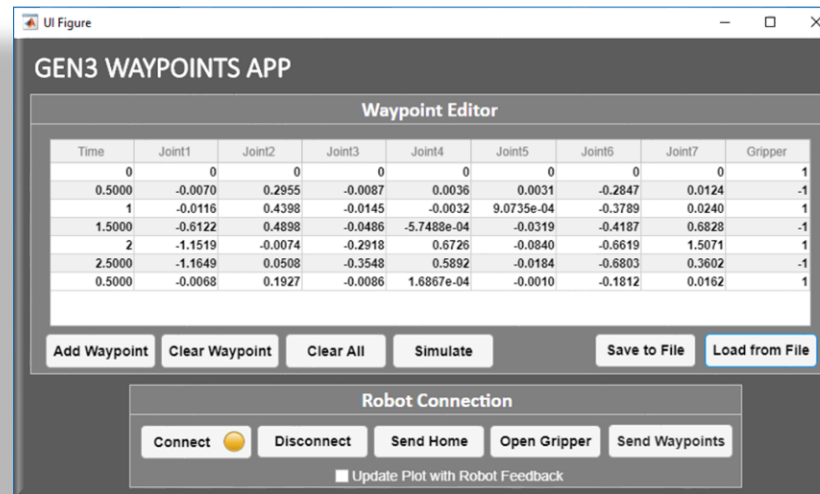 UI Figure
GEN3 WAYPOINTS APP
Waypoint Editor
Time Joint1 Joint2 Joint3 Joint4 Joint5 Joint6 Joint7 Gripper
0 0 0 0 0 0 0 0 1
0.5000 -0.0070 0.2955 -0.0087 0.0036 0.0031 -0.2847 0.0124 -1
1 -0.0116 0.4398 -0.0145 -0.0032 9.0735e-04 -0.3789 0.0240 1
1.5000 -0.6122 0.4898 -0.0486 -5.7488e-04 -0.0319 -0.4187 0.6828 -1
2 -1.1519 -0.0074 -0.2918 0.6726 -0.0840 -0.6619 1.5071 1
2.5000 -1.1649 0.0508 -0.3548 0.5892 -0.0184 -0.6803 0.3602 -1
0.5000 -0.0068 0.1927 -0.0086 1.6867e-04 -0.0010 -0.1812 0.0162 1
Add Waypoint Clear Waypoint Clear All Simulate Save to File Load from File
Robot Connection
Connect Disconnect Send Home Open Gripper Send Waypoints
Update Plot with Robot Feedback